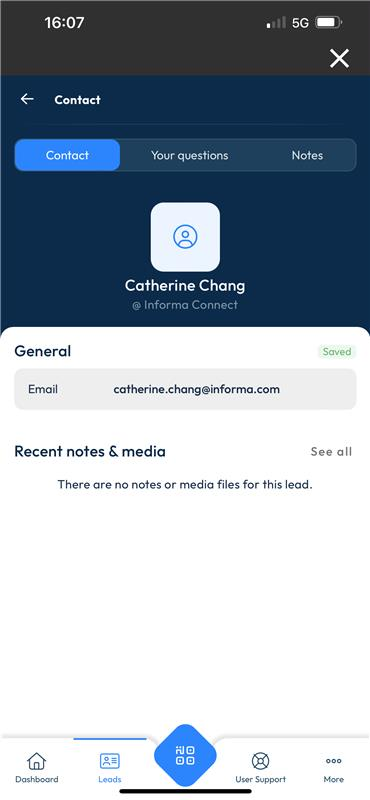 16:07
5G
Contact
Contact
Your questions
Notes
Catherine Chang
@ Informa Connect
General
Saved
Email
catherine.chang@informa.com
Recent notes & media
See all
There are no notes or media files for this lead.
Dashboard
Leads
User Support
More